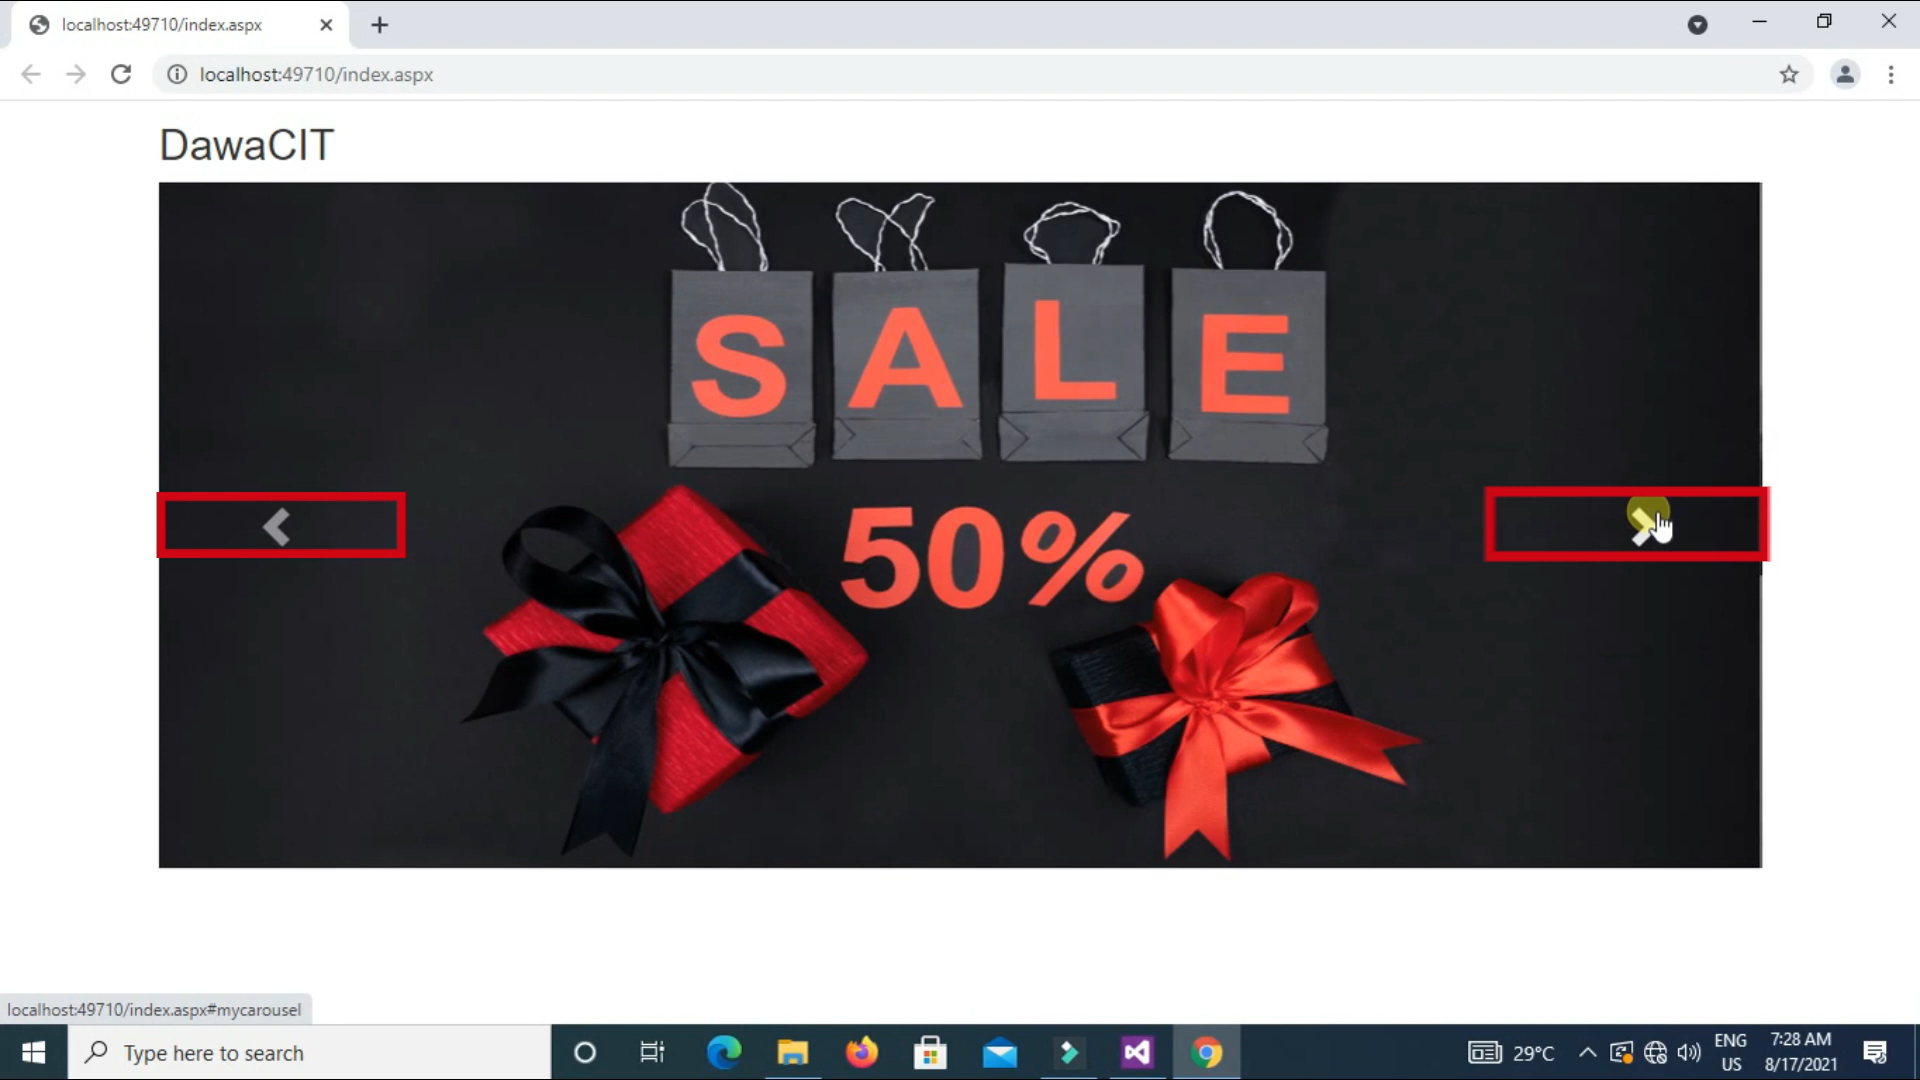 localhost:49710/index.aspx
localhost:49710/index.aspx
DawaCIT
SALE
50%
localhost:49710/index.aspx#mycarousel
Type here to search
29°C
ENG
US
7:28 AM
8/17/2021